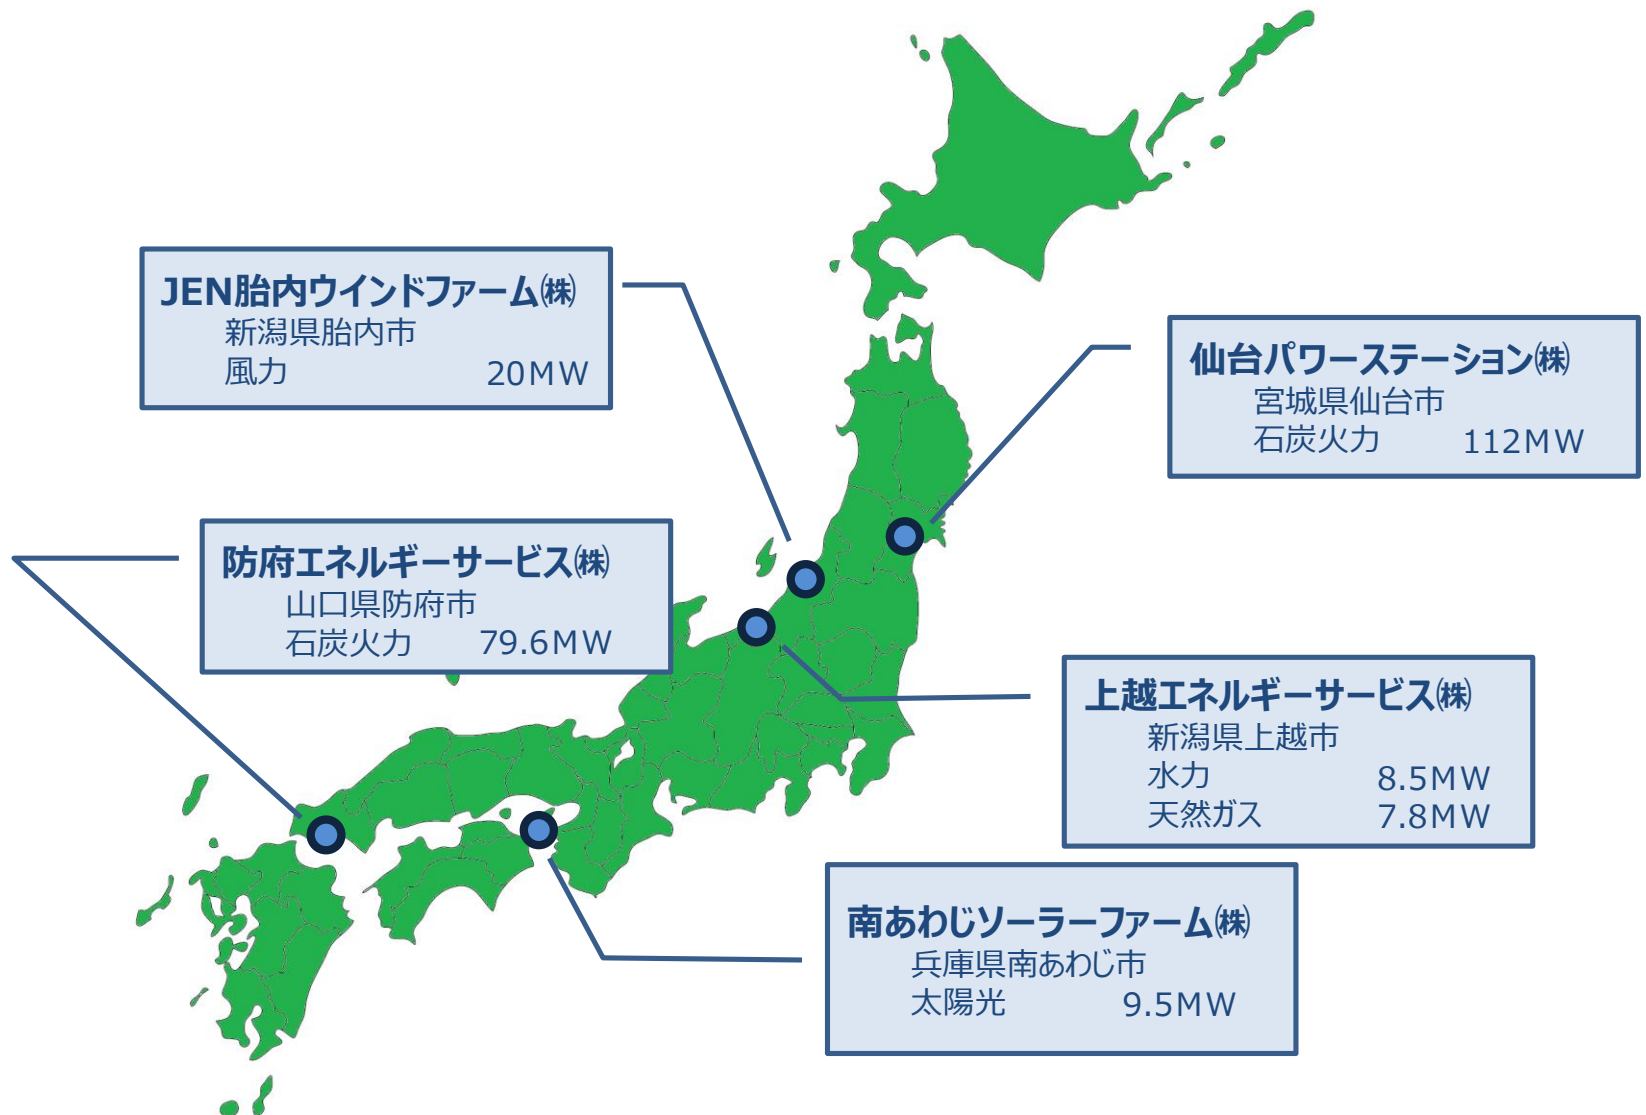 JEN胎内ウインドファーム㈱
新潟県胎内市
風力 20MW
仙台パワーステーション㈱
宮城県仙台市
石炭火力 112MW
防府エネルギーサービス㈱
山口県防府市
石炭火力 79.6MW
上越エネルギーサービス㈱
新潟県上越市
水力 8.5MW
天然ガス 7.8MW
南あわじソーラーファーム㈱
兵庫県南あわじ市
太陽光 9.5MW